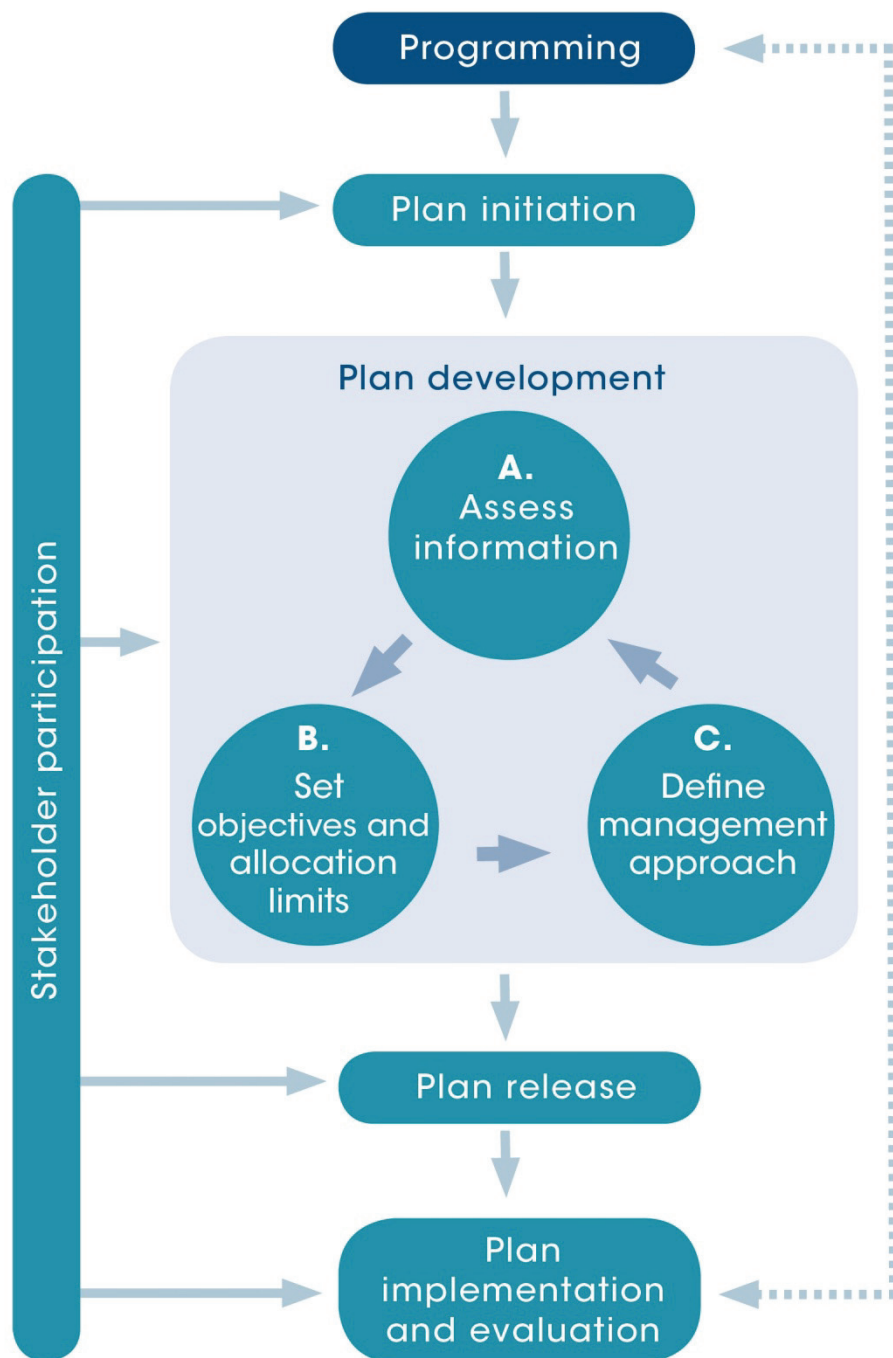 Programming
Plan initiation
Stakeholder participation
Plan development
A.
Assess
information
B.
Set
objectives and
allocation
limits
C.
Define
management
approach
Plan release
Plan
implementation
and evaluation